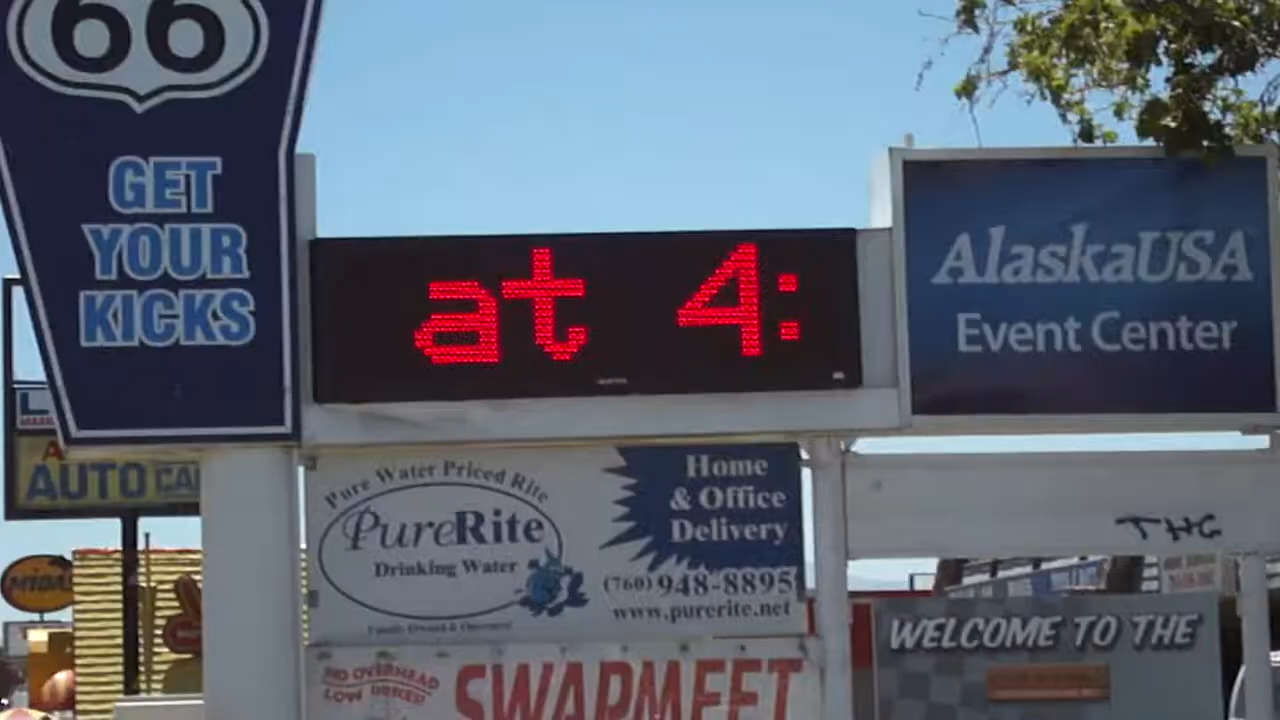 66
GET
YOUR
KICKS
at 4:
AlaskaUSA
Event Center
AUTO
Pure Water Priced Rite
PureRite
Drinking Water
Home
& Office
Delivery
(760) 948-8895
www.purerite.net
THG
WELCOME TO THE
NO OVERHEAD
LOW PRICES
SWAPMEET